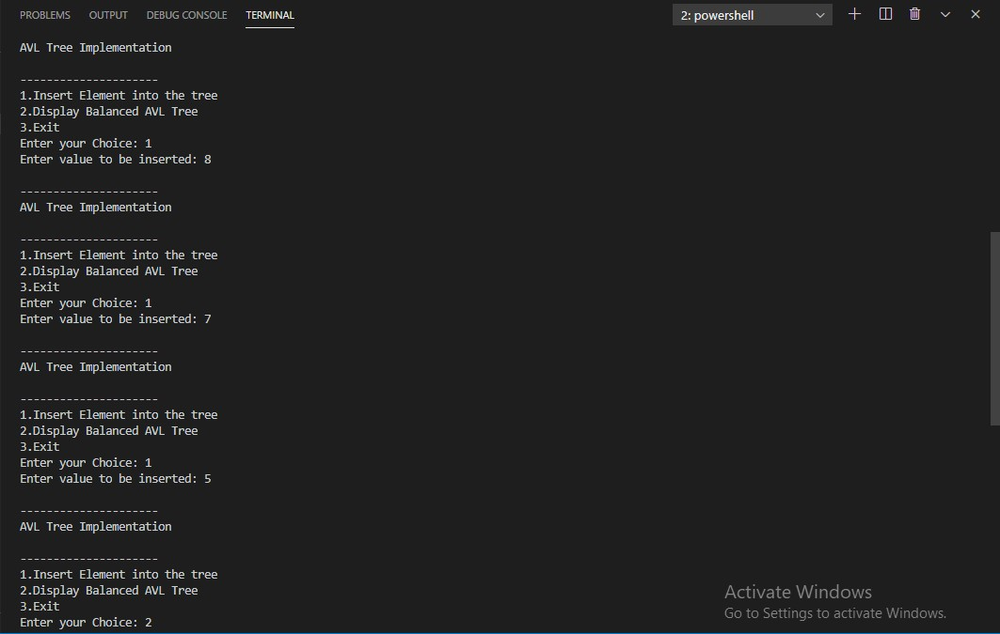 PROBLEMS OUTPUT DEBUG CONSOLE TERMINAL 2: powershell
AVL Tree Implementation
---------------------
1.Insert Element into the tree
2.Display Balanced AVL Tree
3.Exit
Enter your Choice: 1
Enter value to be inserted: 8
---------------------
AVL Tree Implementation
---------------------
1.Insert Element into the tree
2.Display Balanced AVL Tree
3.Exit
Enter your Choice: 1
Enter value to be inserted: 7
---------------------
AVL Tree Implementation
---------------------
1.Insert Element into the tree
2.Display Balanced AVL Tree
3.Exit
Enter your Choice: 1
Enter value to be inserted: 5
---------------------
AVL Tree Implementation
---------------------
1.Insert Element into the tree
2.Display Balanced AVL Tree
3.Exit
Enter your Choice: 2
Activate Windows
Go to Settings to activate Windows.